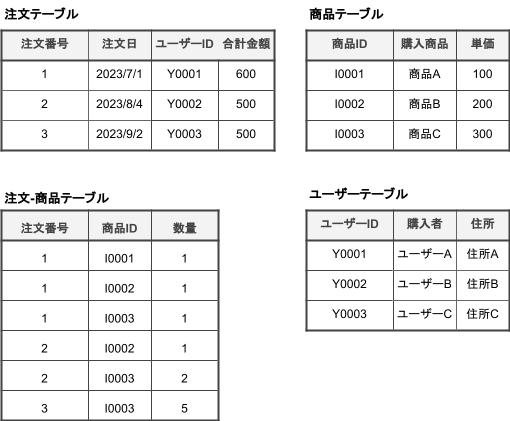 注文テーブル
注文番号 注文日 ユーザーID 合計金額
1 2023/7/1 Y0001 600
2 2023/8/4 Y0002 500
3 2023/9/2 Y0003 500
商品テーブル
商品ID 購入商品 単価
I0001 商品A 100
I0002 商品B 200
I0003 商品C 300
注文-商品テーブル
注文番号 商品ID 数量
1 I0001 1
1 I0002 1
1 I0003 1
2 I0002 1
2 I0003 2
3 I0003 5
ユーザーテーブル
ユーザーID 購入者 住所
Y0001 ユーザーA 住所A
Y0002 ユーザーB 住所B
Y0003 ユーザーC 住所C